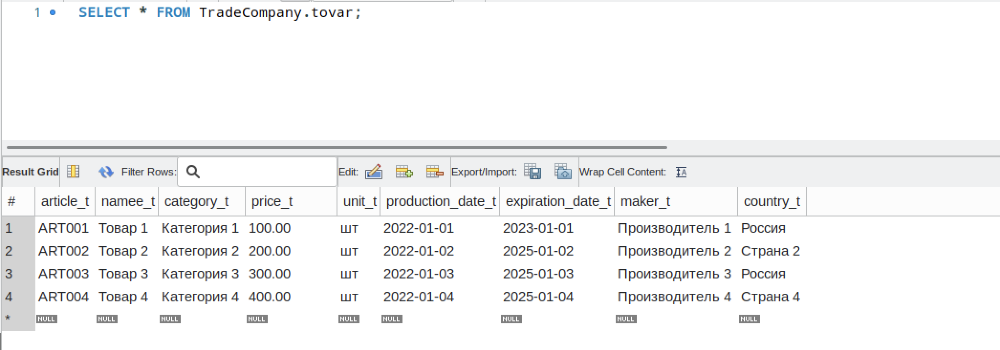 1 SELECT * FROM TradeCompany.tovar;
Result Grid Filter Rows: Edit: Export/Import: Wrap Cell Content: IA
# article_t namee_t category_t price_t unit_t production_date_t expiration_date_t maker_t country_t
1 ART001 Товар 1 Категория 1 100.00 шт 2022-01-01 2023-01-01 Производитель 1 Россия
2 ART002 Товар 2 Категория 2 200.00 шт 2022-01-02 2025-01-02 Производитель 2 Страна 2
3 ART003 Товар 3 Категория 3 300.00 шт 2022-01-03 2025-01-03 Производитель 3 Россия
4 ART004 Товар 4 Категория 4 400.00 шт 2022-01-04 2025-01-04 Производитель 4 Страна 4
* NULL NULL NULL NULL NULL NULL NULL NULL NULL